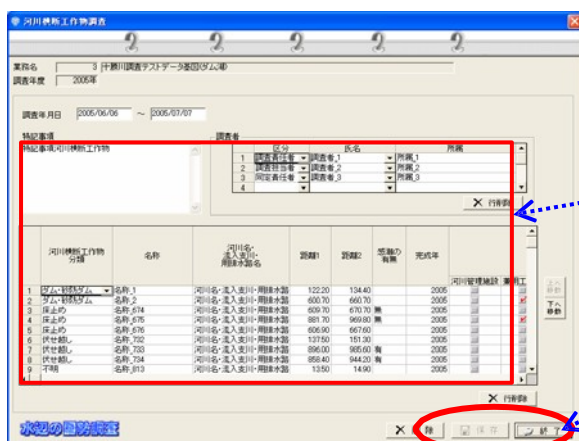 河川横断工作物調査
業務名 3 十勝川調査テストデータ基図(ダム湖)
調査年度 2005年
調査年月日 2005/06/06 ～ 2005/07/07
特記事項
特記事項河川横断工作物
調査者
区分 氏名 所属
1 調査責任者 調査者_1 所属_1
2 調査担当者 調査者_2 所属_2
3 同定責任者 調査者_3 所属_3
4
行削除
河川横断工作物分類 名称 河川名・流入支川・用排水路名 距離1 距離2 感潮の有無 完成年 河川管理施設 兼用工
1 ダム・砂防ダム 名称_1 河川名・流入支川・用排水路 122.20 134.40 2005
2 ダム・砂防ダム 名称_2 河川名・流入支川・用排水路 600.70 660.70 2005
3 床止め 名称_674 河川名・流入支川・用排水路 609.70 670.70 無 2005
4 床止め 名称_675 河川名・流入支川・用排水路 881.70 969.80 無 2005
5 床止め 名称_676 河川名・流入支川・用排水路 606.90 667.60 2005
6 伏せ越し 名称_732 河川名・流入支川・用排水路 137.50 151.30 2005
7 伏せ越し 名称_733 河川名・流入支川・用排水路 896.00 985.60 有 2005
8 伏せ越し 名称_734 河川名・流入支川・用排水路 858.40 944.20 有 2005
9 不明 名称_813 河川名・流入支川・用排水路 13.50 14.90 2005
上へ移動
下へ移動
行削除
水辺の国勢調査
除 保存 終了